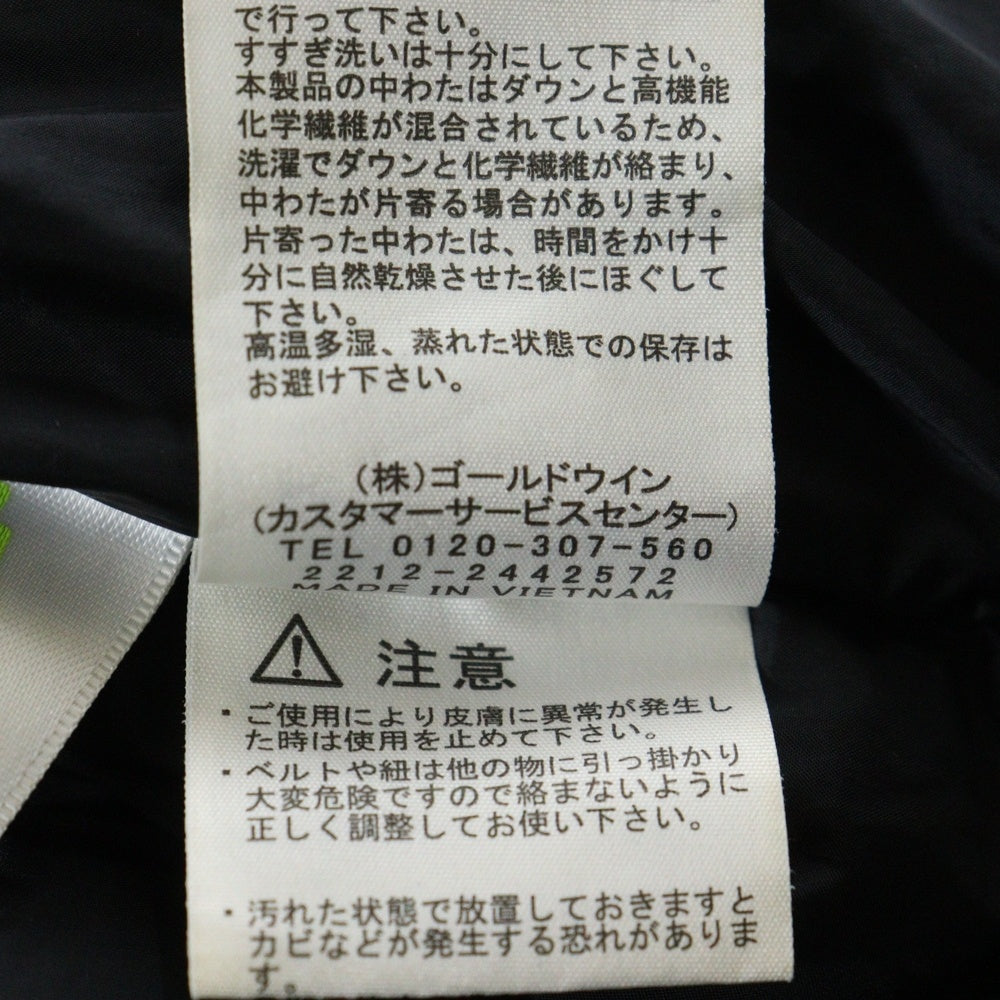 で行って下さい。
すすぎ洗いは十分にして下さい。
本製品の中わたはダウンと高機能
化学繊維が混合されているため、
洗濯でダウンと化学繊維が絡まり、
中わたが片寄る場合があります。
片寄った中わたは、時間をかけ十
分に自然乾燥させた後にほぐして
下さい。
高温多湿、蒸れた状態での保存は
お避け下さい。
(株)ゴールドウイン
(カスタマーサービスセンター)
TEL 0120-307-560
2212-2442572
MADE IN VIETNAM
注意
・ご使用により皮膚に異常が発生し
た時は使用を止めて下さい。
・ベルトや紐は他の物に引っ掛かり
大変危険ですので絡まないように
正しく調整してお使い下さい。
・汚れた状態で放置しておきますと
カビなどが発生する恐れがありま
す。